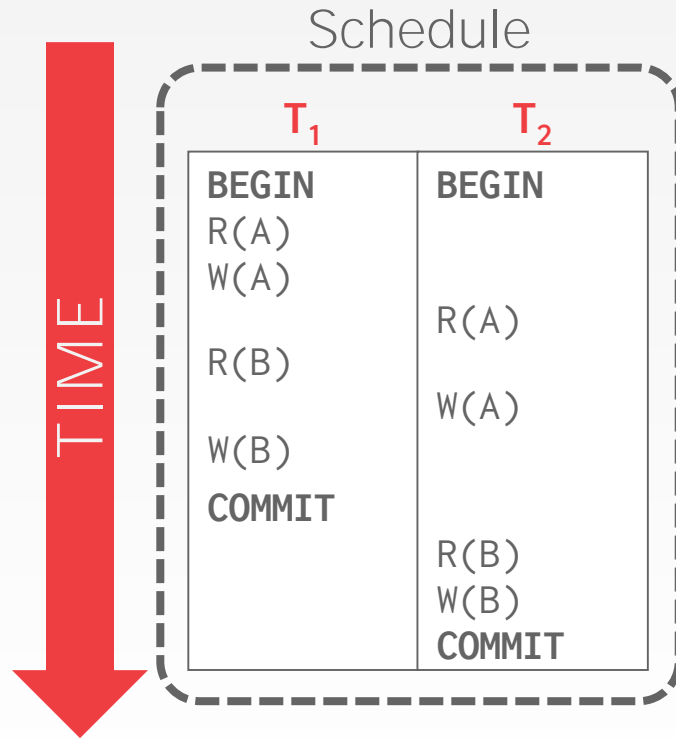 Schedule
TIME
T₁ T₂
BEGIN BEGIN
R(A)
W(A)
R(A)
R(B)
W(A)
W(B)
COMMIT
R(B)
W(B)
COMMIT